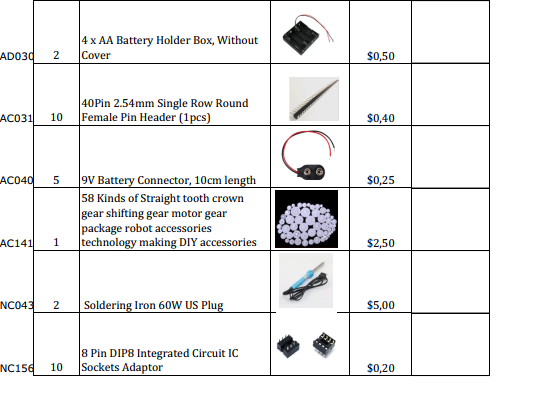 4 x AA Battery Holder Box, Without
AD030 2 Cover $0,50
40Pin 2.54mm Single Row Round
AC031 10 Female Pin Header (1pcs) $0,40
AC040 5 9V Battery Connector, 10cm length $0,25
58 Kinds of Straight tooth crown
gear shifting gear motor gear
package robot accessories
AC141 1 technology making DIY accessories $2,50
NC043 2 Soldering Iron 60W US Plug $5,00
8 Pin DIP8 Integrated Circuit IC
NC156 10 Sockets Adaptor $0,20